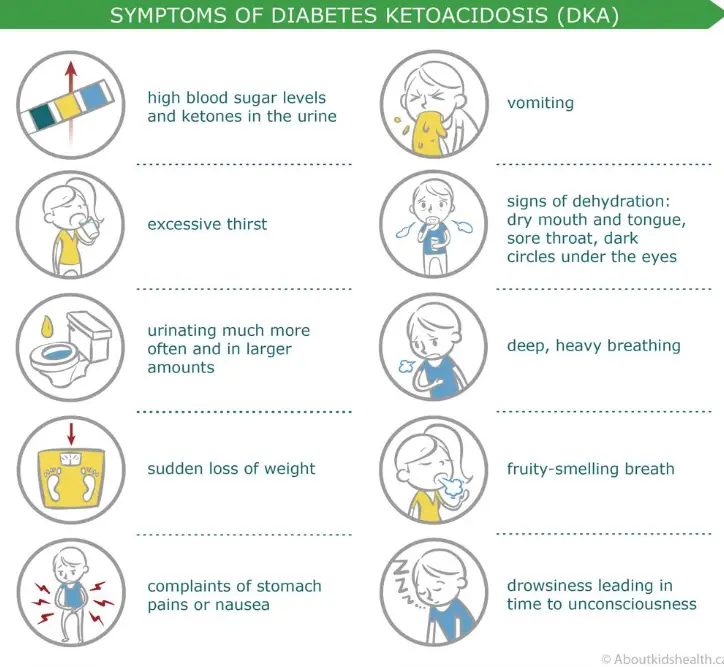 SYMPTOMS OF DIABETES KETOACIDOSIS (DKA)
high blood sugar levels
and ketones in the urine
excessive thirst
urinating much more
often and in larger
amounts
sudden loss of weight
complaints of stomach
pains or nausea
vomiting
signs of dehydration:
dry mouth and tongue,
sore throat, dark
circles under the eyes
deep, heavy breathing
fruity-smelling breath
ZZZZ
drowsiness leading in
time to unconsciousness
© Aboutkidshealth.ca